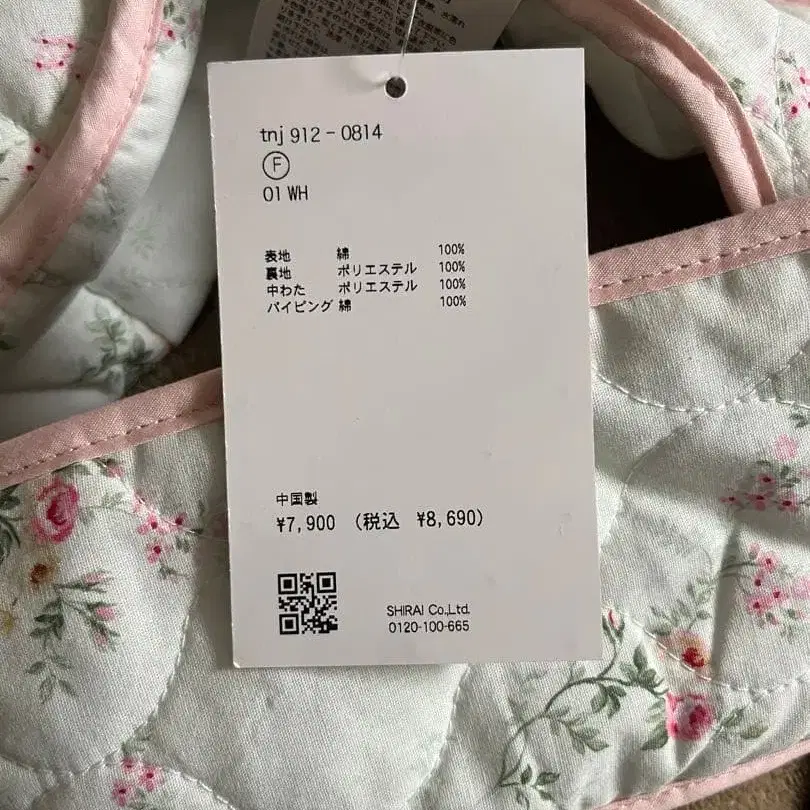 tnj 912-0814
F
01 WH
表地 綿 100%
裏地 ポリエステル 100%
中わた ポリエステル 100%
パイピング 綿 100%
中国製
¥7,900 (税込 ¥8,690)
SHIRAI Co.,Ltd.
0120-100-665